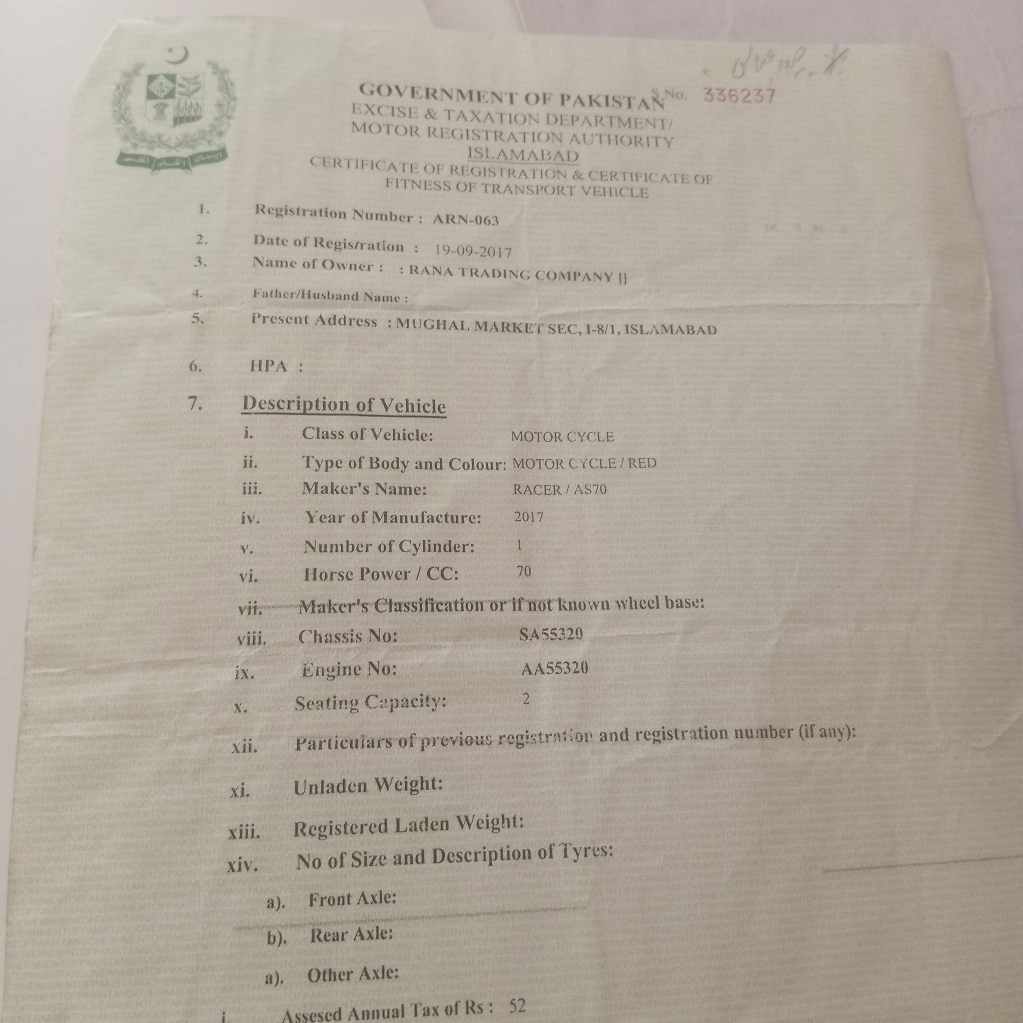 S.No. 336237
GOVERNMENT OF PAKISTAN
EXCISE & TAXATION DEPARTMENT/
MOTOR REGISTRATION AUTHORITY
ISLAMABAD
CERTIFICATE OF REGISTRATION & CERTIFICATE OF
FITNESS OF TRANSPORT VEHICLE
1. Registration Number : ARN-063
2. Date of Registration : 19-09-2017
3. Name of Owner : : RANA TRADING COMPANY ||
4. Father/Husband Name :
5. Present Address : MUGHAL MARKET SEC, I-8/1, ISLAMABAD
6. HPA :
7. Description of Vehicle
i. Class of Vehicle: MOTOR CYCLE
ii. Type of Body and Colour: MOTOR CYCLE / RED
iii. Maker's Name: RACER / AS70
iv. Year of Manufacture: 2017
v. Number of Cylinder: 1
vi. Horse Power / CC: 70
vii. Maker's Classification or if not known wheel base:
viii. Chassis No: SA55320
ix. Engine No: AA55320
x. Seating Capacity: 2
xii. Particulars of previous registration and registration number (if any):
xi. Unladen Weight:
xiii. Registered Laden Weight:
xiv. No of Size and Description of Tyres:
a). Front Axle:
b). Rear Axle:
a). Other Axle:
i. Assesed Annual Tax of Rs : 52